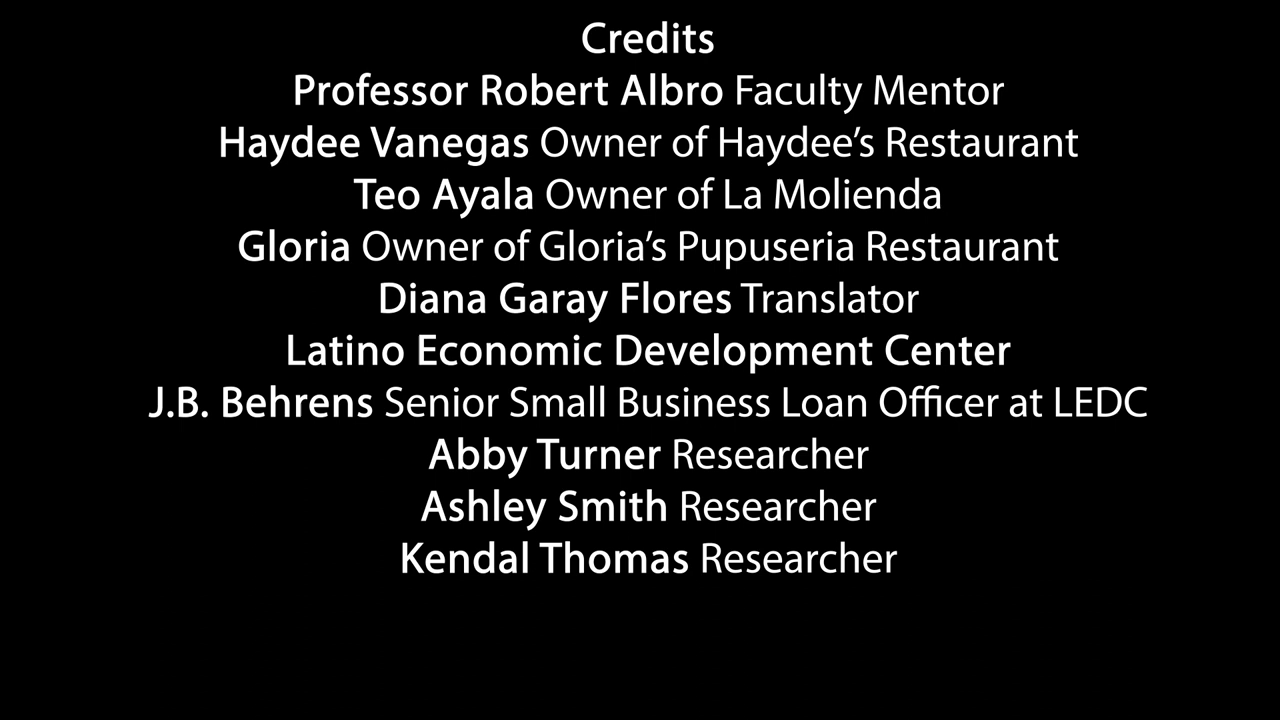 Credits
Professor Robert Albro Faculty Mentor
Haydee Vanegas Owner of Haydee’s Restaurant
Teo Ayala Owner of La Molienda
Gloria Owner of Gloria’s Pupuseria Restaurant
Diana Garay Flores Translator
Latino Economic Development Center
J.B. Behrens Senior Small Business Loan Officer at LEDC
Abby Turner Researcher
Ashley Smith Researcher
Kendal Thomas Researcher